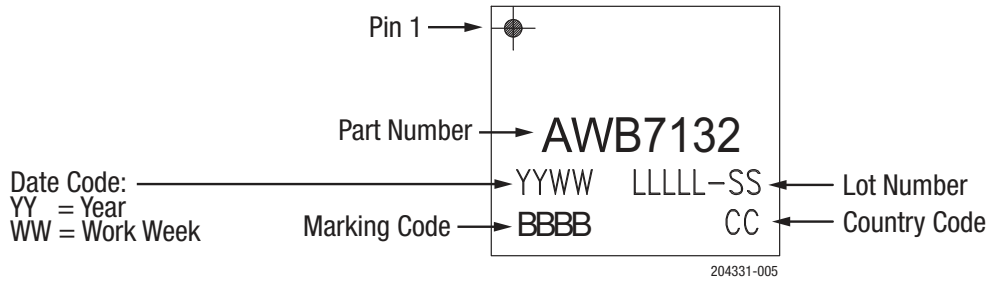 Pin 1
Part Number
AWB7132
Date Code:
YY = Year
WW = Work Week
YYWW LLLLL-SS
Lot Number
Marking Code
BBBB CC
Country Code
204331-005